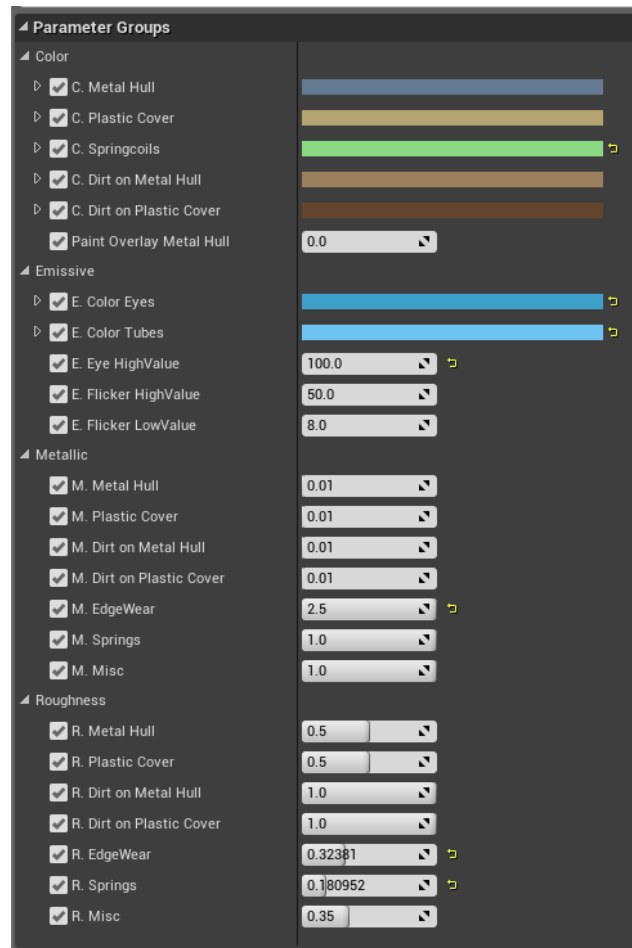 Parameter Groups
Color
C. Metal Hull
C. Plastic Cover
C. Springcoils
C. Dirt on Metal Hull
C. Dirt on Plastic Cover
Paint Overlay Metal Hull 0.0
Emissive
E. Color Eyes
E. Color Tubes
E. Eye HighValue 100.0
E. Flicker HighValue 50.0
E. Flicker LowValue 8.0
Metallic
M. Metal Hull 0.01
M. Plastic Cover 0.01
M. Dirt on Metal Hull 0.01
M. Dirt on Plastic Cover 0.01
M. EdgeWear 2.5
M. Springs 1.0
M. Misc 1.0
Roughness
R. Metal Hull 0.5
R. Plastic Cover 0.5
R. Dirt on Metal Hull 1.0
R. Dirt on Plastic Cover 1.0
R. EdgeWear 0.32381
R. Springs 0.180952
R. Misc 0.35